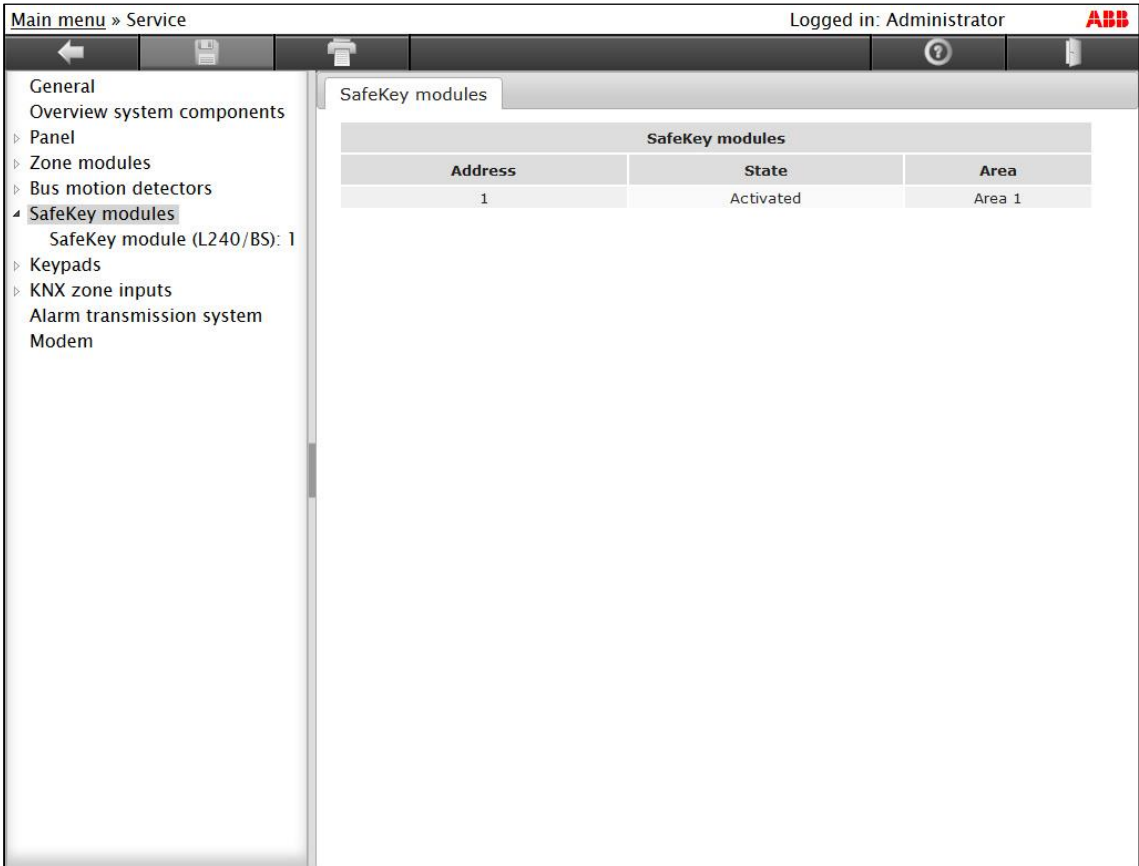 Main menu » Service Logged in: Administrator ABB
General
Overview system components
Panel
Zone modules
Bus motion detectors
SafeKey modules
SafeKey module (L240/BS): 1
Keypads
KNX zone inputs
Alarm transmission system
Modem
SafeKey modules
SafeKey modules
Address State Area
1 Activated Area 1